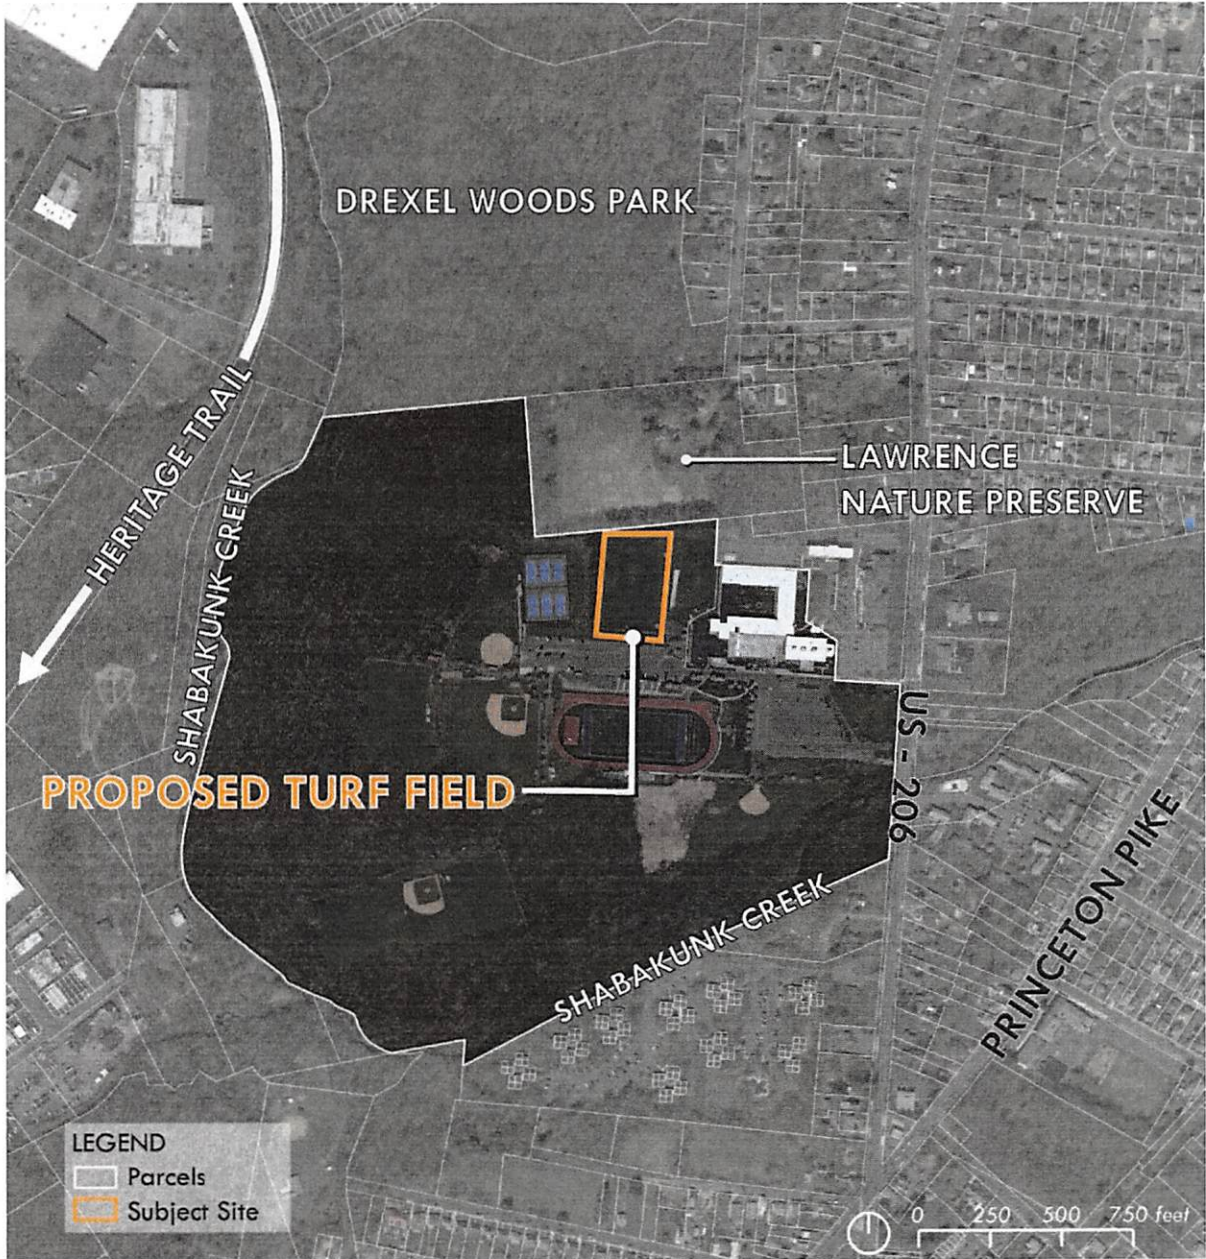 DREXEL WOODS PARK
HERITAGE TRAIL
SHABAKUNK CREEK
LAWRENCE
NATURE PRESERVE
PROPOSED TURF FIELD
US - 206
PRINCETON PIKE
SHABAKUNK CREEK
LEGEND
Parcels
Subject Site
0 250 500 750 feet